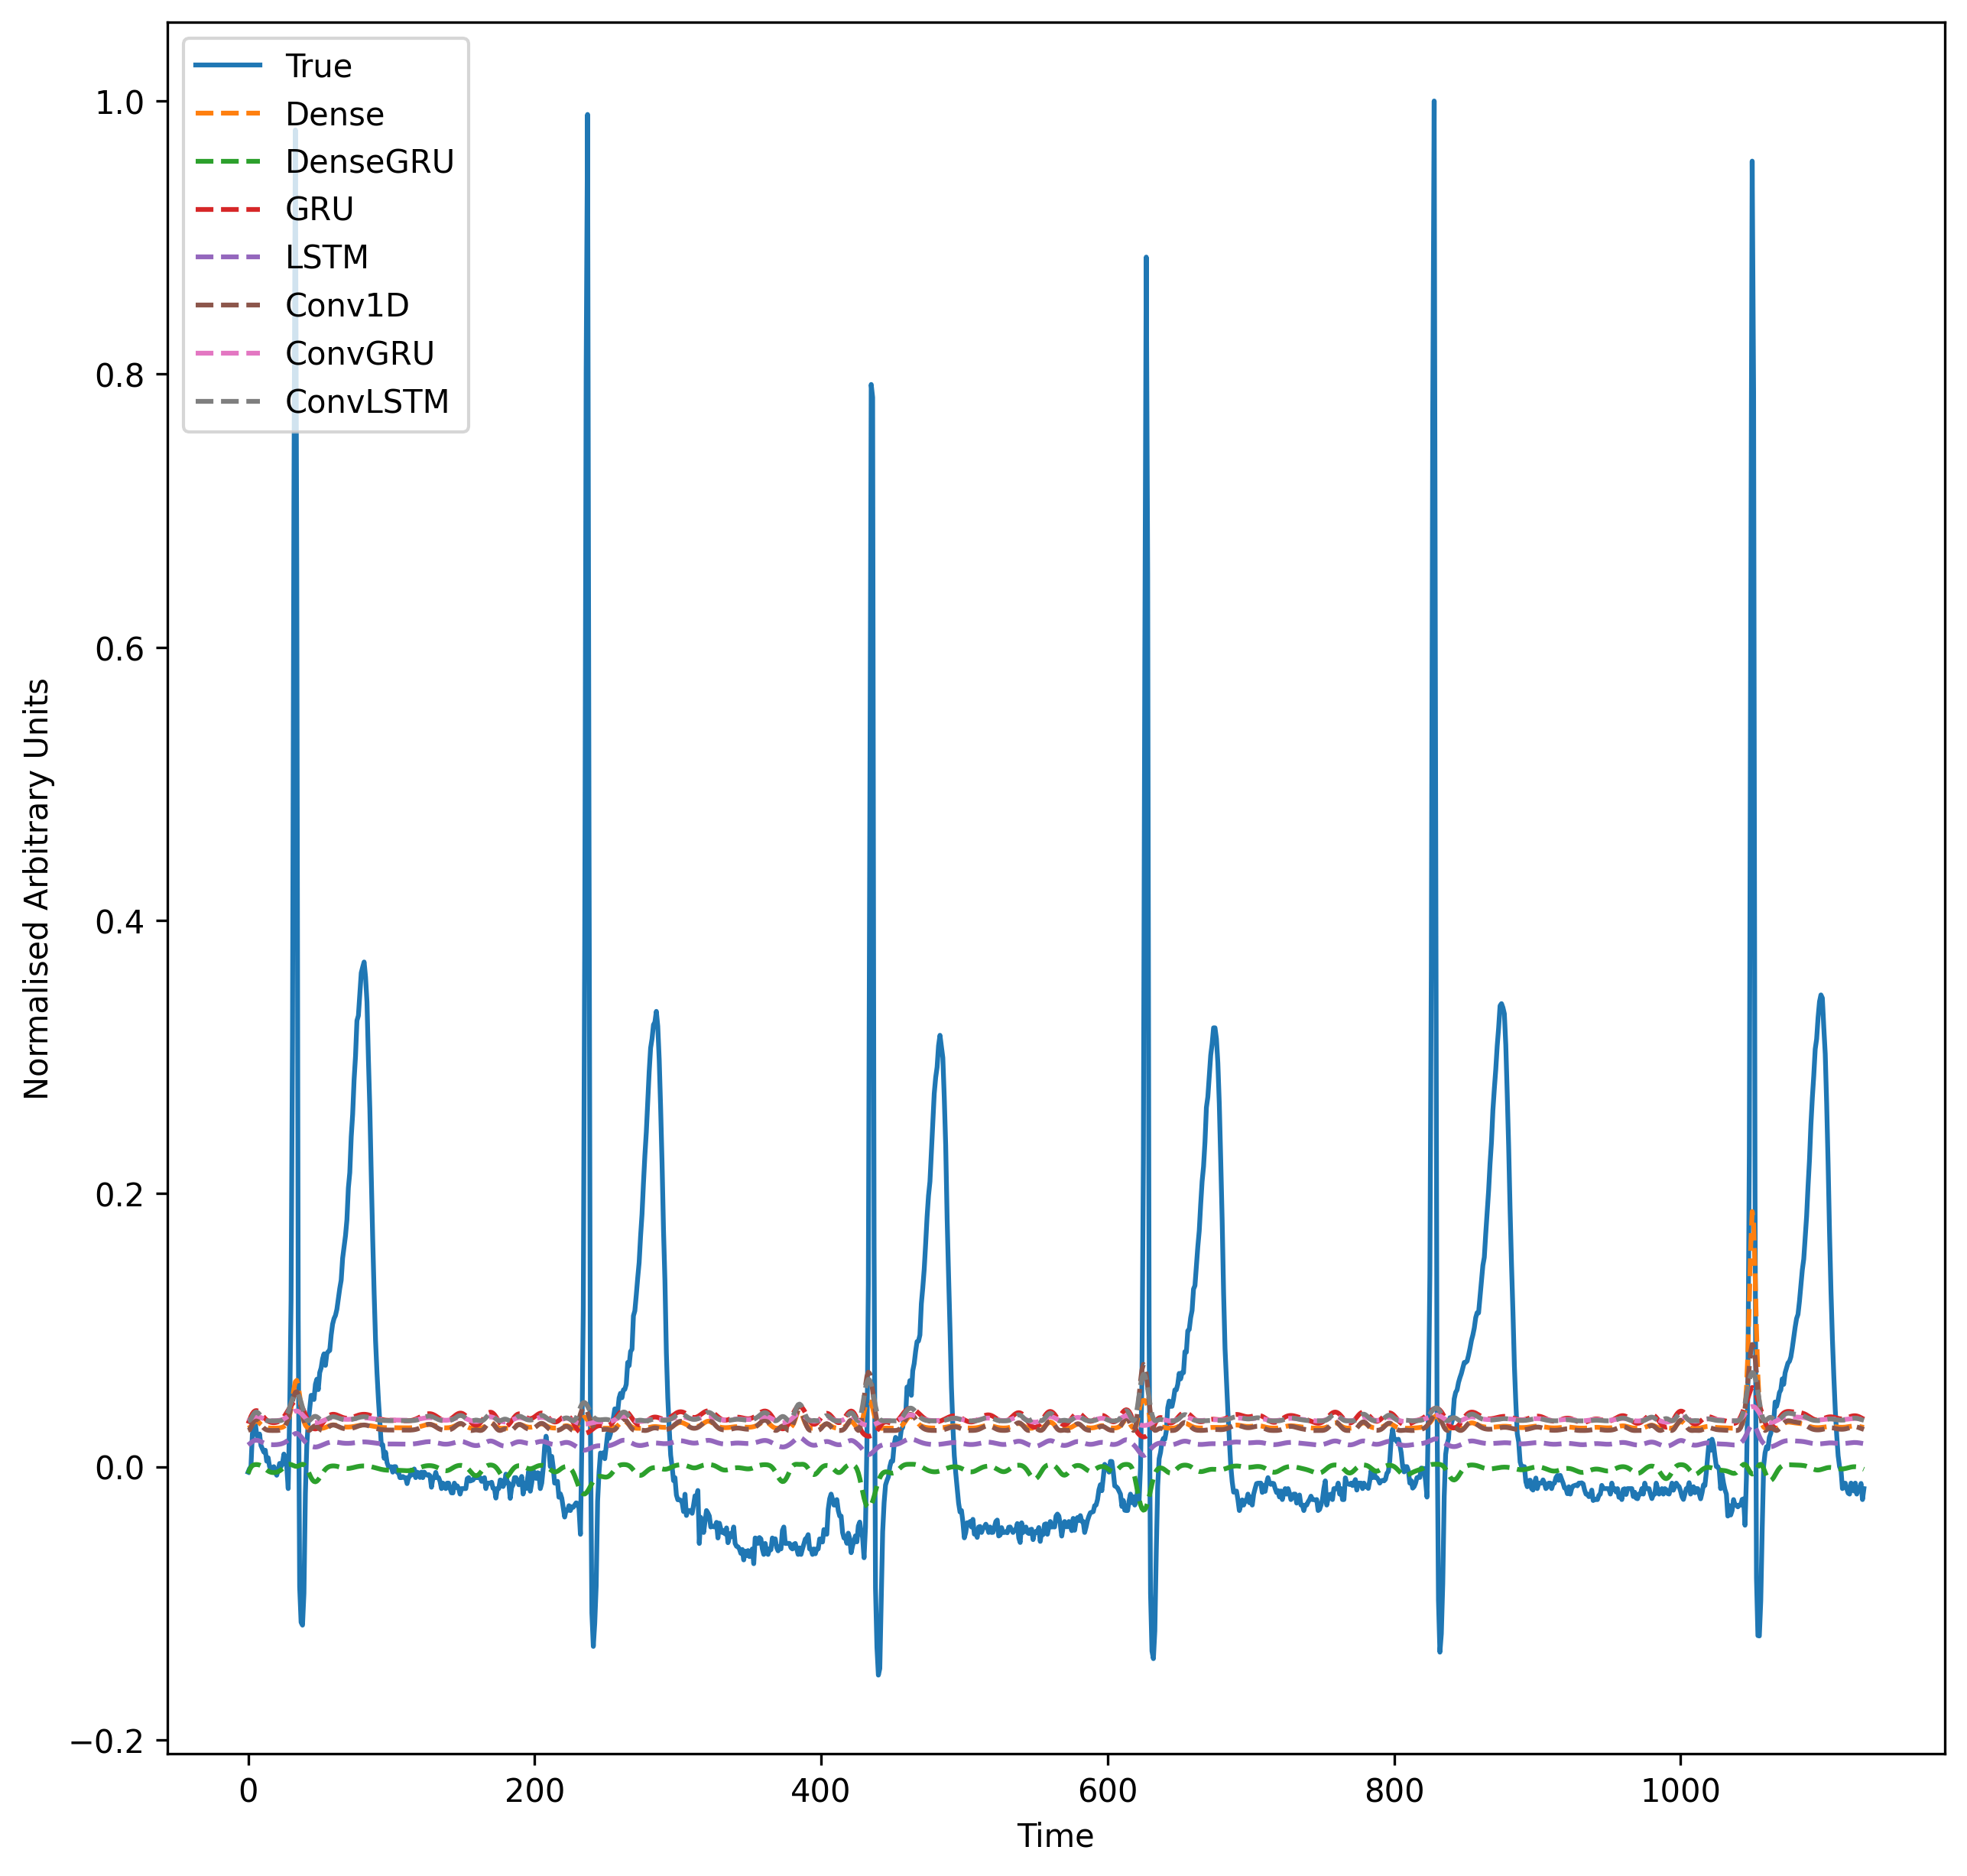 True
Dense
DenseGRU
GRU
LSTM
Conv1D
ConvGRU
ConvLSTM
1.0
0.8
0.6
0.4
0.2
0.0
−0.2
Normalised Arbitrary Units
0 200 400 600 800 1000
Time